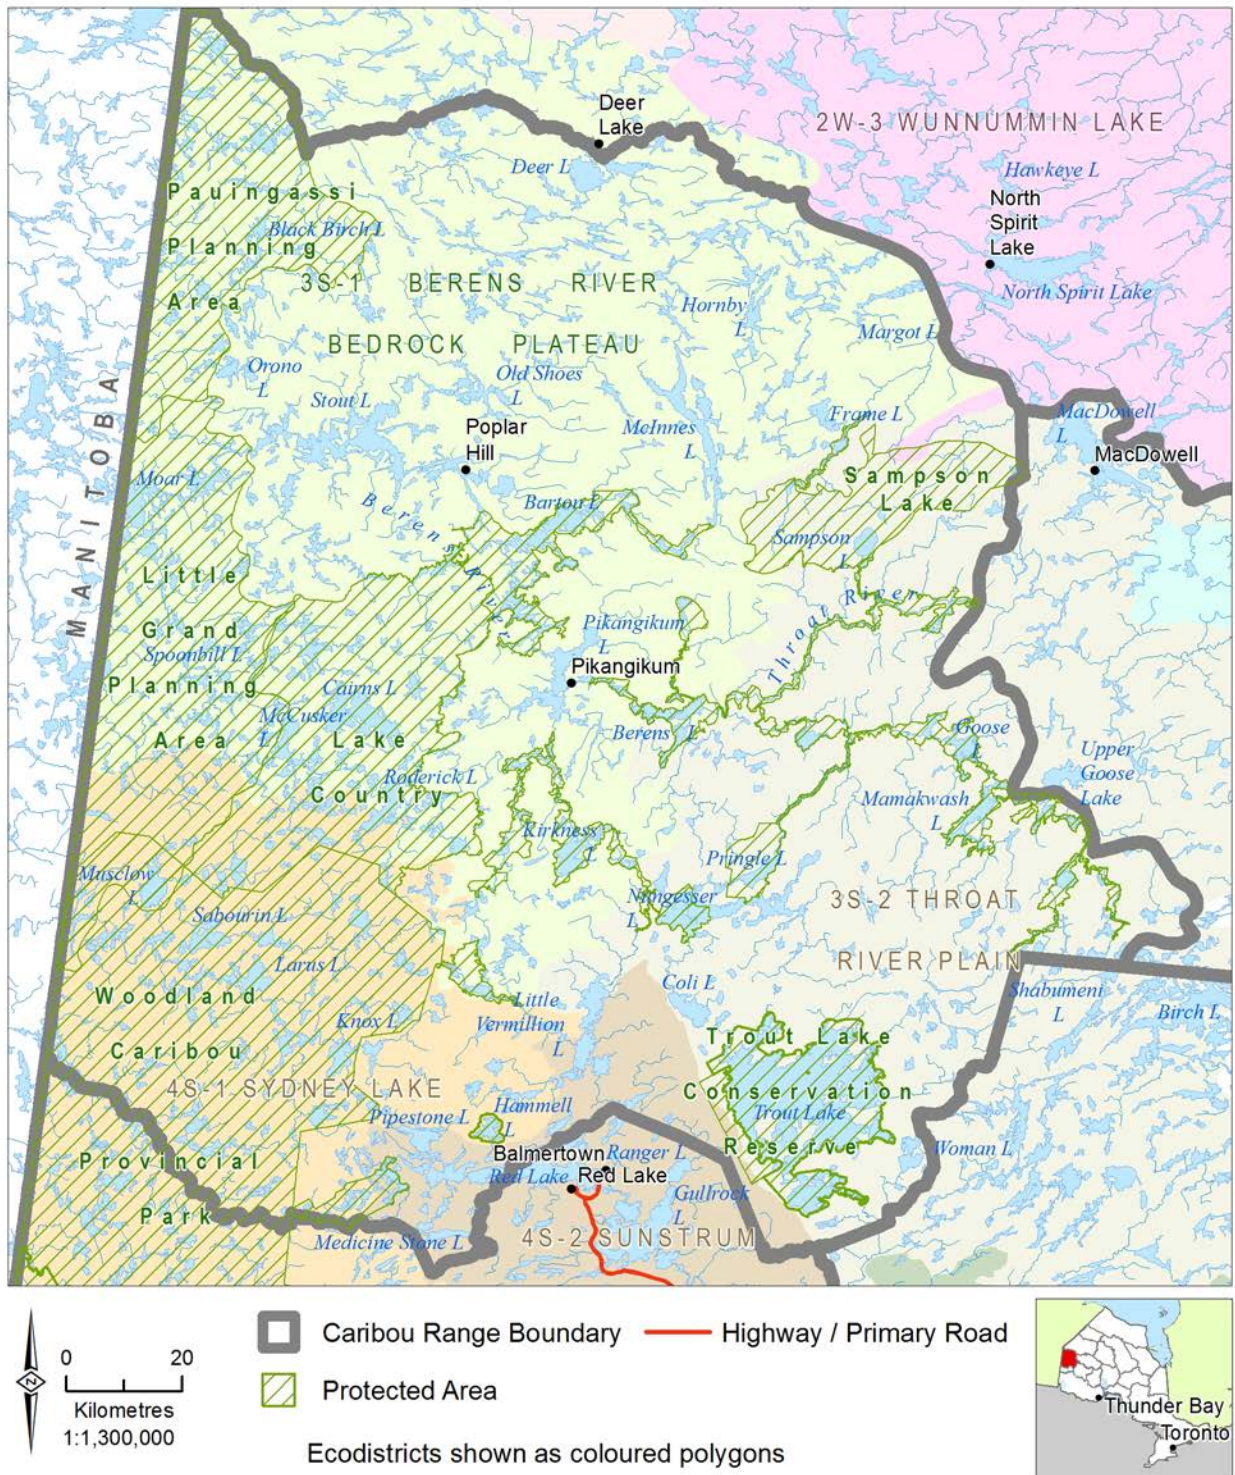 Deer
Lake
2W-3 WUNNUMMIN LAKE
Deer L
Hawkeye L
North
Spirit
Lake
Pauingassi
Black Birch L
Planning
3S-1 BERENS RIVER
North Spirit Lake
Area
Hornby
L
Margot L
BEDROCK PLATEAU
Orono
L
Old Shoes
L
Stout L
MANITOBA
Frame L
MacDowell
L
Poplar
Hill
McInnes
L
MacDowell
Moar L
Sampson
Lake
Berens River
Barton L
Sampson
L
Little
Grand
Spoonbill L
Planning
Area
Throat River
Pikangikum
L
Pikangikum
Cairns L
McCusker
L
Lake
Country
Berens L
Goose
L
Upper
Goose
Lake
Roderick L
Mamakwash
L
Kirkness
L
Pringle L
Musclow
L
Nungesser
L
3S-2 THROAT
RIVER PLAIN
Sabourin L
Larus L
Coli L
Shabumeni
L
Birch L
Woodland
Caribou
Knox L
Little
Vermillion
L
Trout Lake
Conservation
Trout Lake
Reserve
4S-1 SYDNEY LAKE
Pipestone L
Hammell
L
Woman L
Provincial
Park
Balmertown
Ranger L
Red Lake
Red Lake
Gullrock
L
Medicine Stone L
4S-2 SUNSTRUM
Z
0 20
Kilometres
1:1,300,000
Caribou Range Boundary
Highway / Primary Road
Protected Area
Ecodistricts shown as coloured polygons
Thunder Bay
Toronto